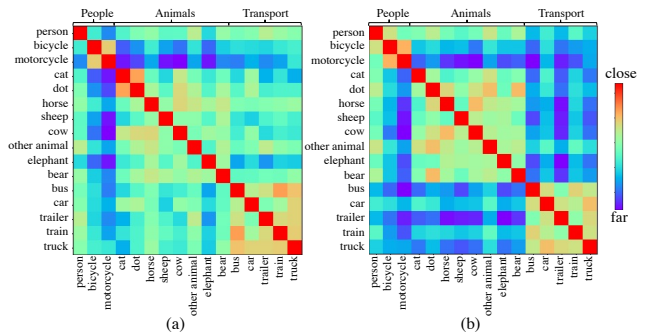 People Animals Transport
People Animals Transport
person
bicycle
motorcycle
cat
dot
horse
sheep
cow
other animal
elephant
bear
bus
car
trailer
train
truck
person
bicycle
motorcycle
cat
dot
horse
sheep
cow
other animal
elephant
bear
bus
car
trailer
train
truck
close
far
person bicycle motorcycle cat dot horse sheep cow other animal elephant bear bus car trailer train truck
person bicycle motorcycle cat dot horse sheep cow other animal elephant bear bus car trailer train truck
(a)
(b)